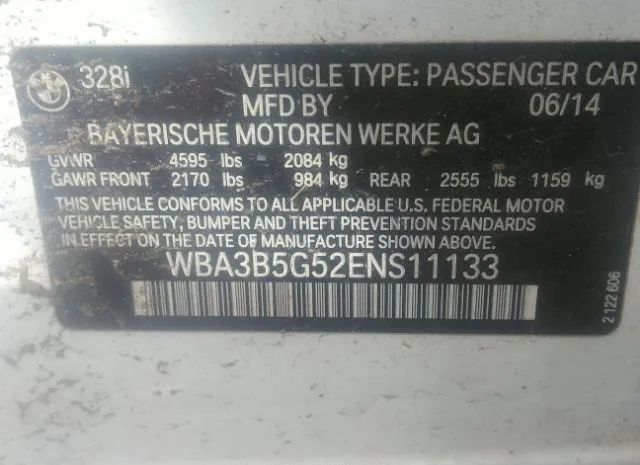 328i VEHICLE TYPE: PASSENGER CAR
MFD BY 06/14
BAYERISCHE MOTOREN WERKE AG
GVWR 4595 lbs 2084 kg
GAWR FRONT 2170 lbs 984 kg REAR 2555 lbs 1159 kg
THIS VEHICLE CONFORMS TO ALL APPLICABLE U.S. FEDERAL MOTOR
VEHICLE SAFETY, BUMPER AND THEFT PREVENTION STANDARDS
IN EFFECT ON THE DATE OF MANUFACTURE SHOWN ABOVE.
WBA3B5G52ENS11133
2 122 606